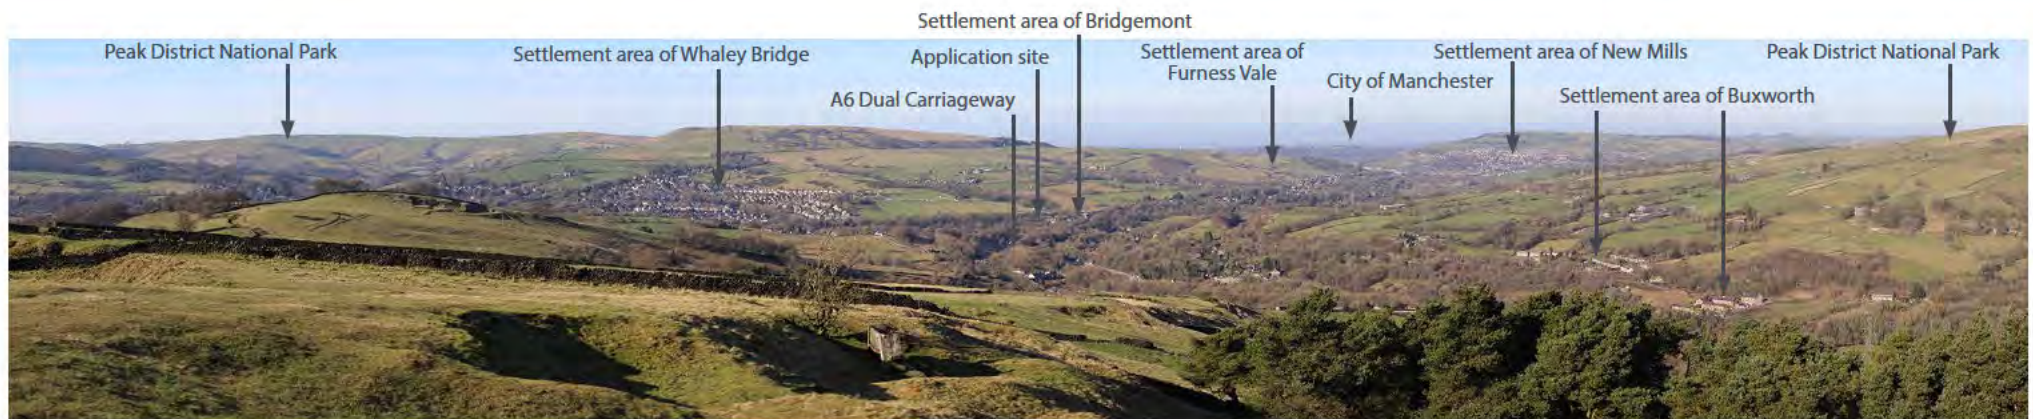 Settlement area of Bridgemont
Peak District National Park
Settlement area of Whaley Bridge
Application site
Settlement area of
Furness Vale
Settlement area of New Mills
Peak District National Park
City of Manchester
A6 Dual Carriageway
Settlement area of Buxworth